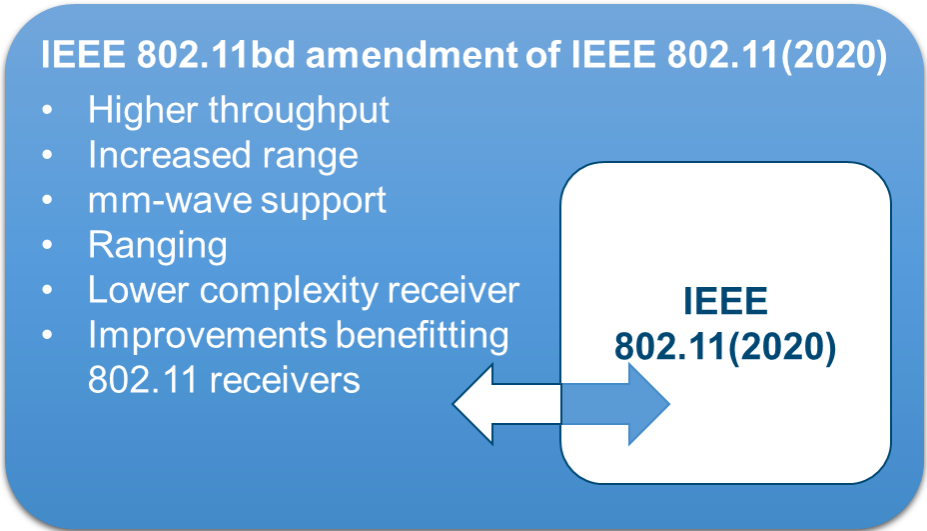 IEEE 802.11bd amendment of IEEE 802.11(2020)
• Higher throughput
• Increased range
• mm-wave support
• Ranging
• Lower complexity receiver
• Improvements benefitting
802.11 receivers
IEEE
802.11(2020)